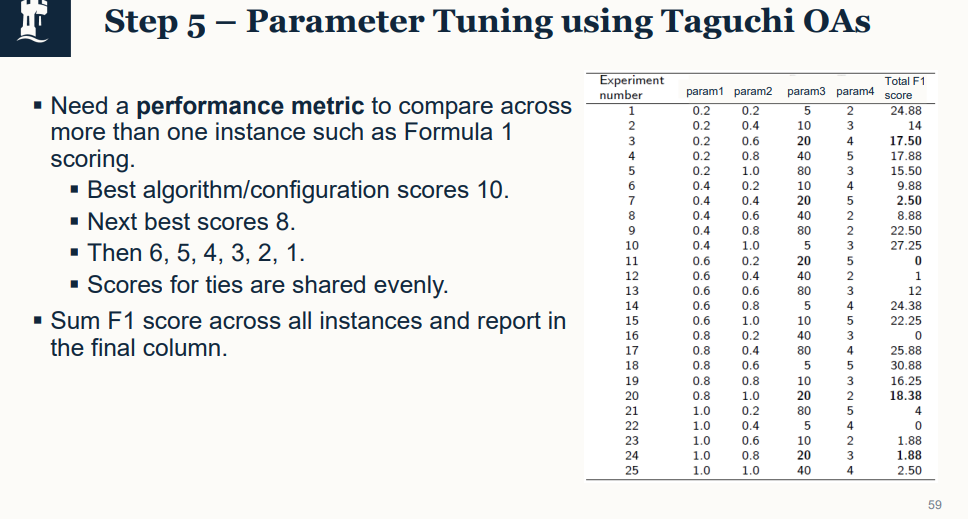 Step 5 – Parameter Tuning using Taguchi OAs
▪ Need a performance metric to compare across
more than one instance such as Formula 1
scoring.
▪ Best algorithm/configuration scores 10.
▪ Next best scores 8.
▪ Then 6, 5, 4, 3, 2, 1.
▪ Scores for ties are shared evenly.
▪ Sum F1 score across all instances and report in
the final column.
Experiment number param1 param2 param3 param4 Total F1 score
1 0.2 0.2 5 2 24.88
2 0.2 0.4 10 3 14
3 0.2 0.6 20 4 17.50
4 0.2 0.8 40 5 17.88
5 0.2 1.0 80 3 15.50
6 0.4 0.2 10 4 9.88
7 0.4 0.4 20 5 2.50
8 0.4 0.6 40 2 8.88
9 0.4 0.8 80 2 22.50
10 0.4 1.0 5 3 27.25
11 0.6 0.2 20 5 0
12 0.6 0.4 40 2 1
13 0.6 0.6 80 3 12
14 0.6 0.8 5 4 24.38
15 0.6 1.0 10 5 22.25
16 0.8 0.2 40 3 0
17 0.8 0.4 80 4 25.88
18 0.8 0.6 5 5 30.88
19 0.8 0.8 10 3 16.25
20 0.8 1.0 20 2 18.38
21 1.0 0.2 80 5 4
22 1.0 0.4 5 4 0
23 1.0 0.6 10 2 1.88
24 1.0 0.8 20 3 1.88
25 1.0 1.0 40 4 2.50
59